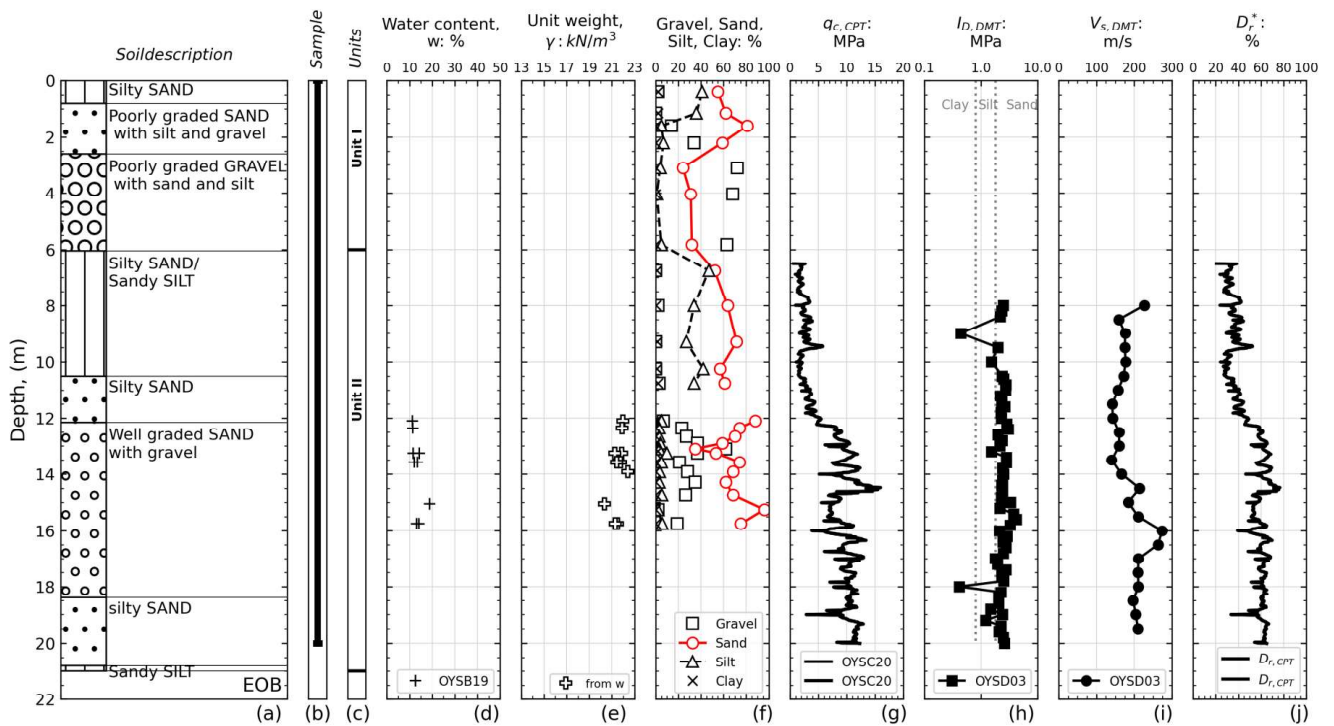 Soildescription
Sample
Units
Water content,
w: %
Unit weight,
γ : kN/m³
Gravel, Sand,
Silt, Clay: %
q_{c,CPT}:
MPa
I_{D,DMT}:
MPa
V_{s,DMT}:
m/s
D_r^*:
%
0 10 20 30 40 50
13 15 17 19 21 23
0 20 40 60 80 100
0 5 10 15 20
0.1 1.0 10.0
0 100 200 300
0 20 40 60 80 100
Depth, (m)
0
2
4
6
8
10
12
14
16
18
20
22
Silty SAND
Poorly graded SAND
with silt and gravel
Poorly graded GRAVEL
with sand and silt
Silty SAND/
Sandy SILT
Silty SAND
Well graded SAND
with gravel
silty SAND
Sandy SILT
EOB
Unit I
Unit II
Clay Silt Sand
OYSB19
from w
Gravel
Sand
Silt
Clay
OYSC20
OYSC20
OYSD03
OYSD03
D_{r,CPT}
D_{r,CPT}
(a) (b) (c) (d) (e) (f) (g) (h) (i) (j)